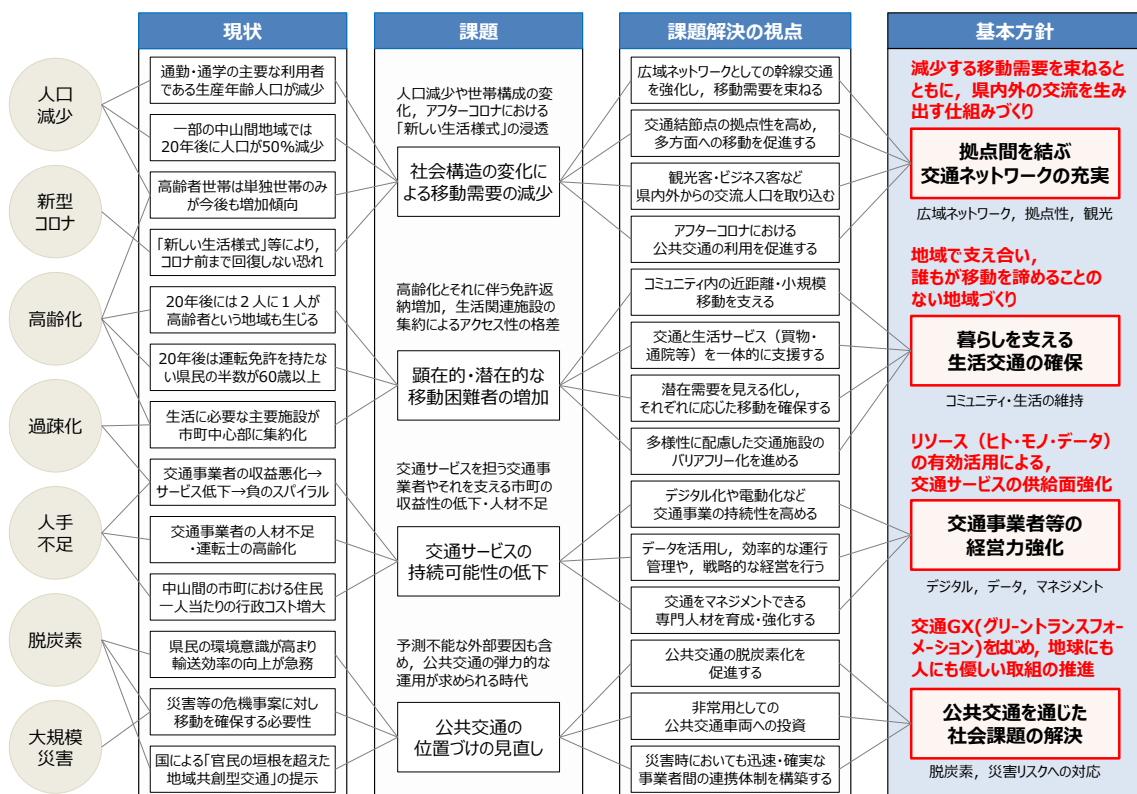 現状
課題
課題解決の視点
基本方針
人口
減少
新型
コロナ
高齢化
過疎化
人手
不足
脱炭素
大規模
災害
通勤・通学の主要な利用者
である生産年齢人口が減少
一部の中山間地域では
20年後に人口が50%減少
高齢者世帯は単独世帯のみ
が今後も増加傾向
「新しい生活様式」等により，
コロナ前まで回復しない恐れ
20年後には２人に１人が
高齢者という地域も生じる
20年後は運転免許を持たな
い県民の半数が60歳以上
生活に必要な主要施設が
市町中心部に集約化
交通事業者の収益悪化→
サービス低下→負のスパイラル
交通事業者の人材不足
・運転士の高齢化
中山間の市町における住民
一人当たりの行政コスト増大
県民の環境意識が高まり
輸送効率の向上が急務
災害等の危機事案に対し
移動を確保する必要性
国による「官民の垣根を超えた
地域共創型交通」の提示
人口減少や世帯構成の変
化，アフターコロナにおける
「新しい生活様式」の浸透
社会構造の変化に
よる移動需要の減少
高齢化とそれに伴う免許返
納増加，生活関連施設の
集約によるアクセス性の格差
顕在的・潜在的な
移動困難者の増加
交通サービスを担う交通事
業者やそれを支える市町の
収益性の低下・人材不足
交通サービスの
持続可能性の低下
予測不能な外部要因も含
め，公共交通の弾力的な
運用が求められる時代
公共交通の
位置づけの見直し
広域ネットワークとしての幹線交通
を強化し，移動需要を束ねる
交通結節点の拠点性を高め，
多方面への移動を促進する
観光客・ビジネス客など
県内外からの交流人口を取り込む
アフターコロナにおける
公共交通の利用を促進する
コミュニティ内の近距離・小規模
移動を支える
交通と生活サービス（買物・
通院等）を一体的に支援する
潜在需要を見える化し，
それぞれに応じた移動を確保する
多様性に配慮した交通施設の
バリアフリー化を進める
デジタル化や電動化など
交通事業の持続性を高める
データを活用し，効率的な運行
管理や，戦略的な経営を行う
交通をマネジメントできる
専門人材を育成・強化する
公共交通の脱炭素化を
促進する
非常用としての
公共交通車両への投資
災害時においても迅速・確実な
事業者間の連携体制を構築する
減少する移動需要を束ねると
ともに，県内外の交流を生み
出す仕組みづくり
拠点間を結ぶ
交通ネットワークの充実
広域ネットワーク，拠点性，観光
地域で支え合い，
誰もが移動を諦めることの
ない地域づくり
暮らしを支える
生活交通の確保
コミュニティ・生活の維持
リソース（ヒト・モノ・データ）
の有効活用による，
交通サービスの供給面強化
交通事業者等の
経営力強化
デジタル，データ，マネジメント
交通GX(グリーントランスフォ
ーメーション)をはじめ，地球にも
人にも優しい取組の推進
公共交通を通じた
社会課題の解決
脱炭素，災害リスクへの対応